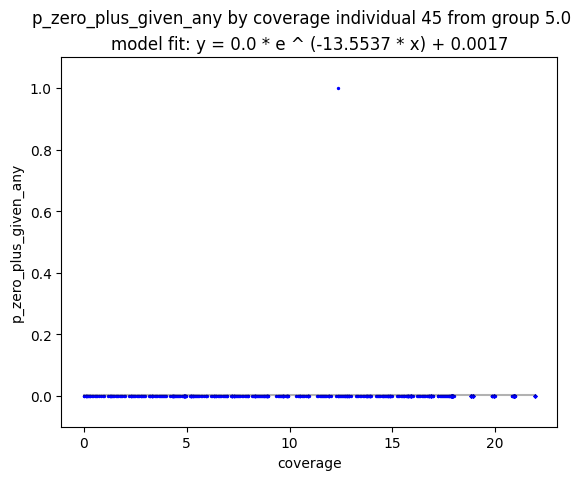 p_zero_plus_given_any by coverage individual 45 from group 5.0
model fit: y = 0.0 * e ^ (-13.5537 * x) + 0.0017
1.0
0.8
0.6
0.4
0.2
0.0
p_zero_plus_given_any
0 5 10 15 20
coverage